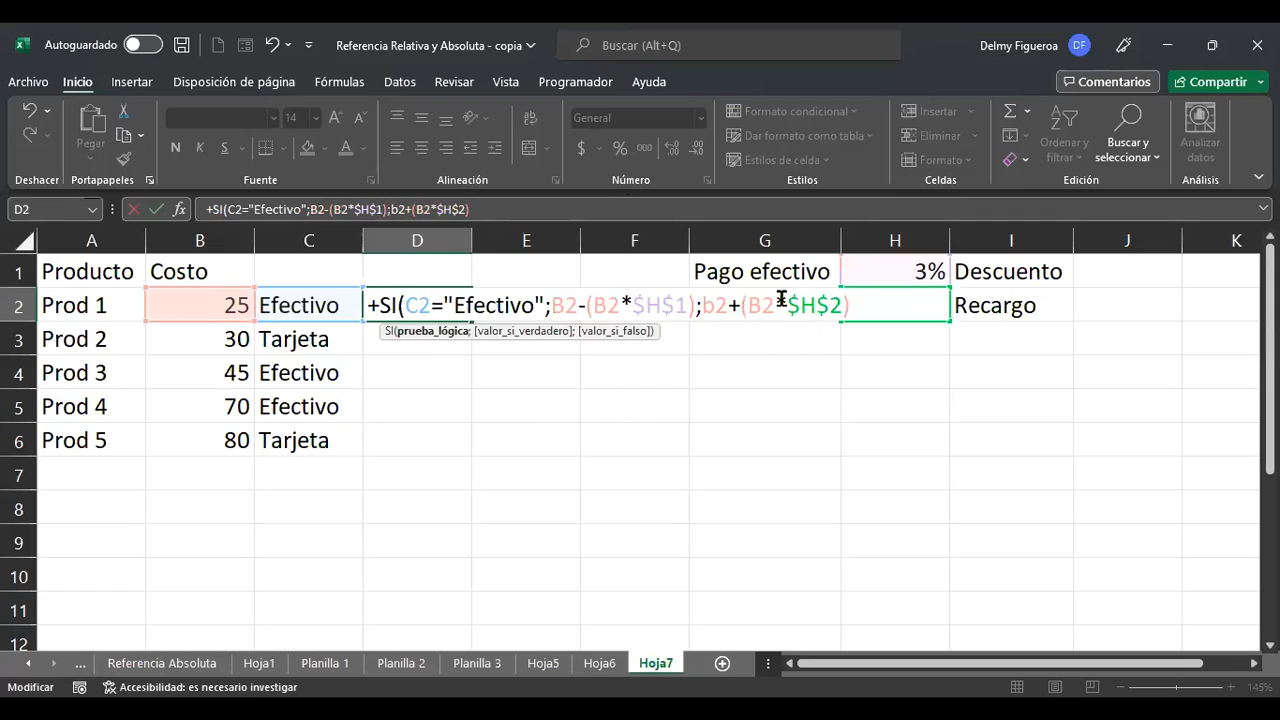 Autoguardado Referencia Relativa y Absoluta - copia Buscar (Alt+Q) Delmy Figueroa DF
Archivo Inicio Insertar Disposición de página Fórmulas Datos Revisar Vista Programador Ayuda Comentarios Compartir
14 General Formato condicional Insertar
Pegar N K S $ % 000 Dar formato como tabla Eliminar Ordenar y filtrar Buscar y seleccionar Analizar datos
Estilos de celda Formato
Deshacer Portapapeles Fuente Alineación Número Estilos Celdas Edición Análisis
D2 fx +SI(C2="Efectivo";B2-(B2*$H$1);b2+(B2*$H$2)
A B C D E F G H I J K
1 Producto Costo Pago efectivo 3% Descuento
2 Prod 1 25 Efectivo +SI(C2="Efectivo";B2-(B2*$H$1);b2+(B2*$H$2) Recargo
SI(prueba_lógica; [valor_si_verdadero]; [valor_si_falso])
3 Prod 2 30 Tarjeta
4 Prod 3 45 Efectivo
5 Prod 4 70 Efectivo
6 Prod 5 80 Tarjeta
7
8
9
10
11
12
... Referencia Absoluta Hoja1 Planilla 1 Planilla 2 Planilla 3 Hoja5 Hoja6 Hoja7
Modificar Accesibilidad: es necesario investigar 145%